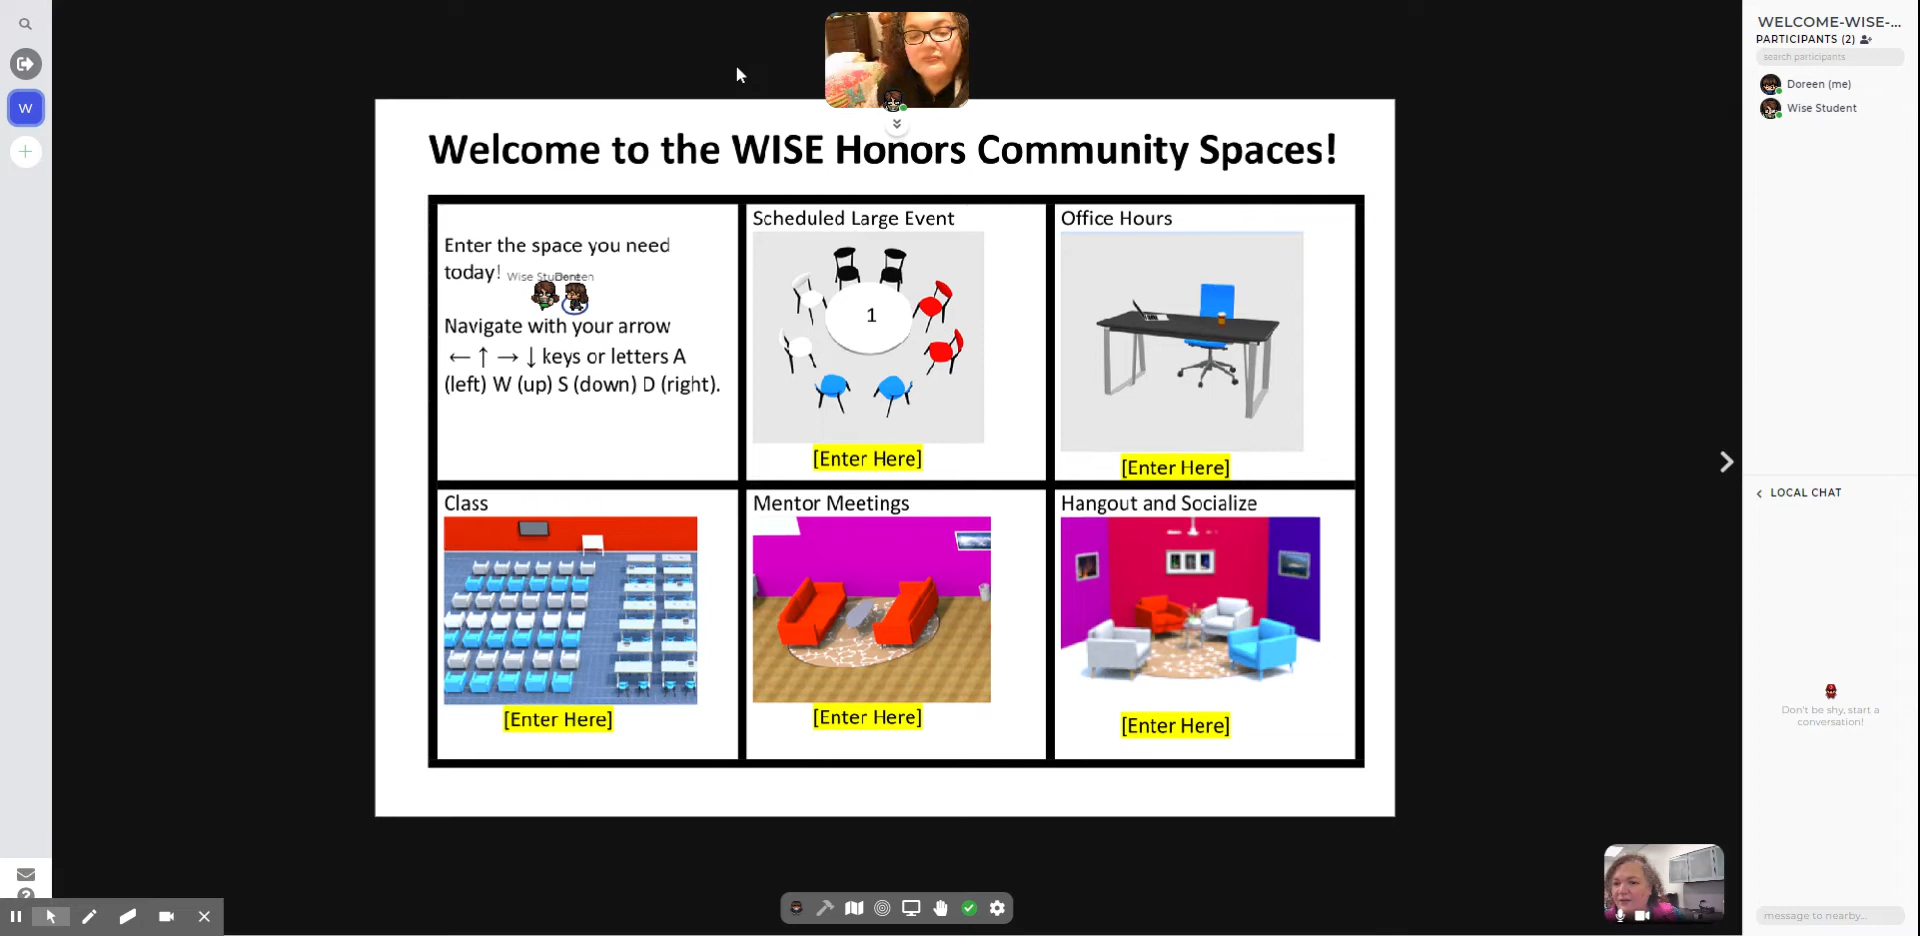 W
Welcome to the WISE Honors Community Spaces!
Enter the space you need
today!
Wise Student
Doreen
Navigate with your arrow
← ↑ → ↓ keys or letters A
(left) W (up) S (down) D (right).
Scheduled Large Event
1
[Enter Here]
Office Hours
[Enter Here]
Class
[Enter Here]
Mentor Meetings
[Enter Here]
Hangout and Socialize
[Enter Here]
WELCOME-WISE-...
PARTICIPANTS (2)
search participants
Doreen (me)
Wise Student
LOCAL CHAT
Don't be shy, start a
conversation!
message to nearby...